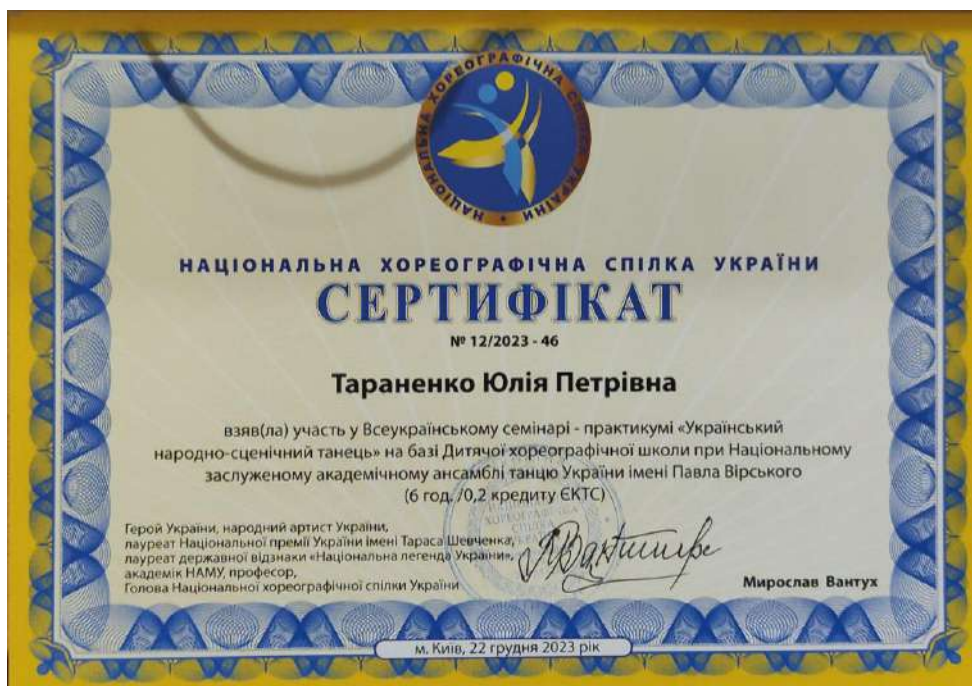 НАЦІОНАЛЬНА ХОРЕОГРАФІЧНА СПІЛКА УКРАЇНИ
НАЦІОНАЛЬНА ХОРЕОГРАФІЧНА СПІЛКА УКРАЇНИ
СЕРТИФІКАТ
№ 12/2023 - 46
Тараненко Юлія Петрівна
взяв(ла) участь у Всеукраїнському семінарі - практикумі «Український
народно-сценічний танець» на базі Дитячої хореографічної школи при Національному
заслуженому академічному ансамблі танцю України імені Павла Вірського
(6 год. /0,2 кредиту ЄКТС)
Герой України, народний артист України,
лауреат Національної премії України імені Тараса Шевченка,
лауреат державної відзнаки «Національна легенда України»,
академік НАМУ, професор,
Голова Національної хореографічної спілки України
Мирослав Вантух
м. Київ, 22 грудня 2023 рік